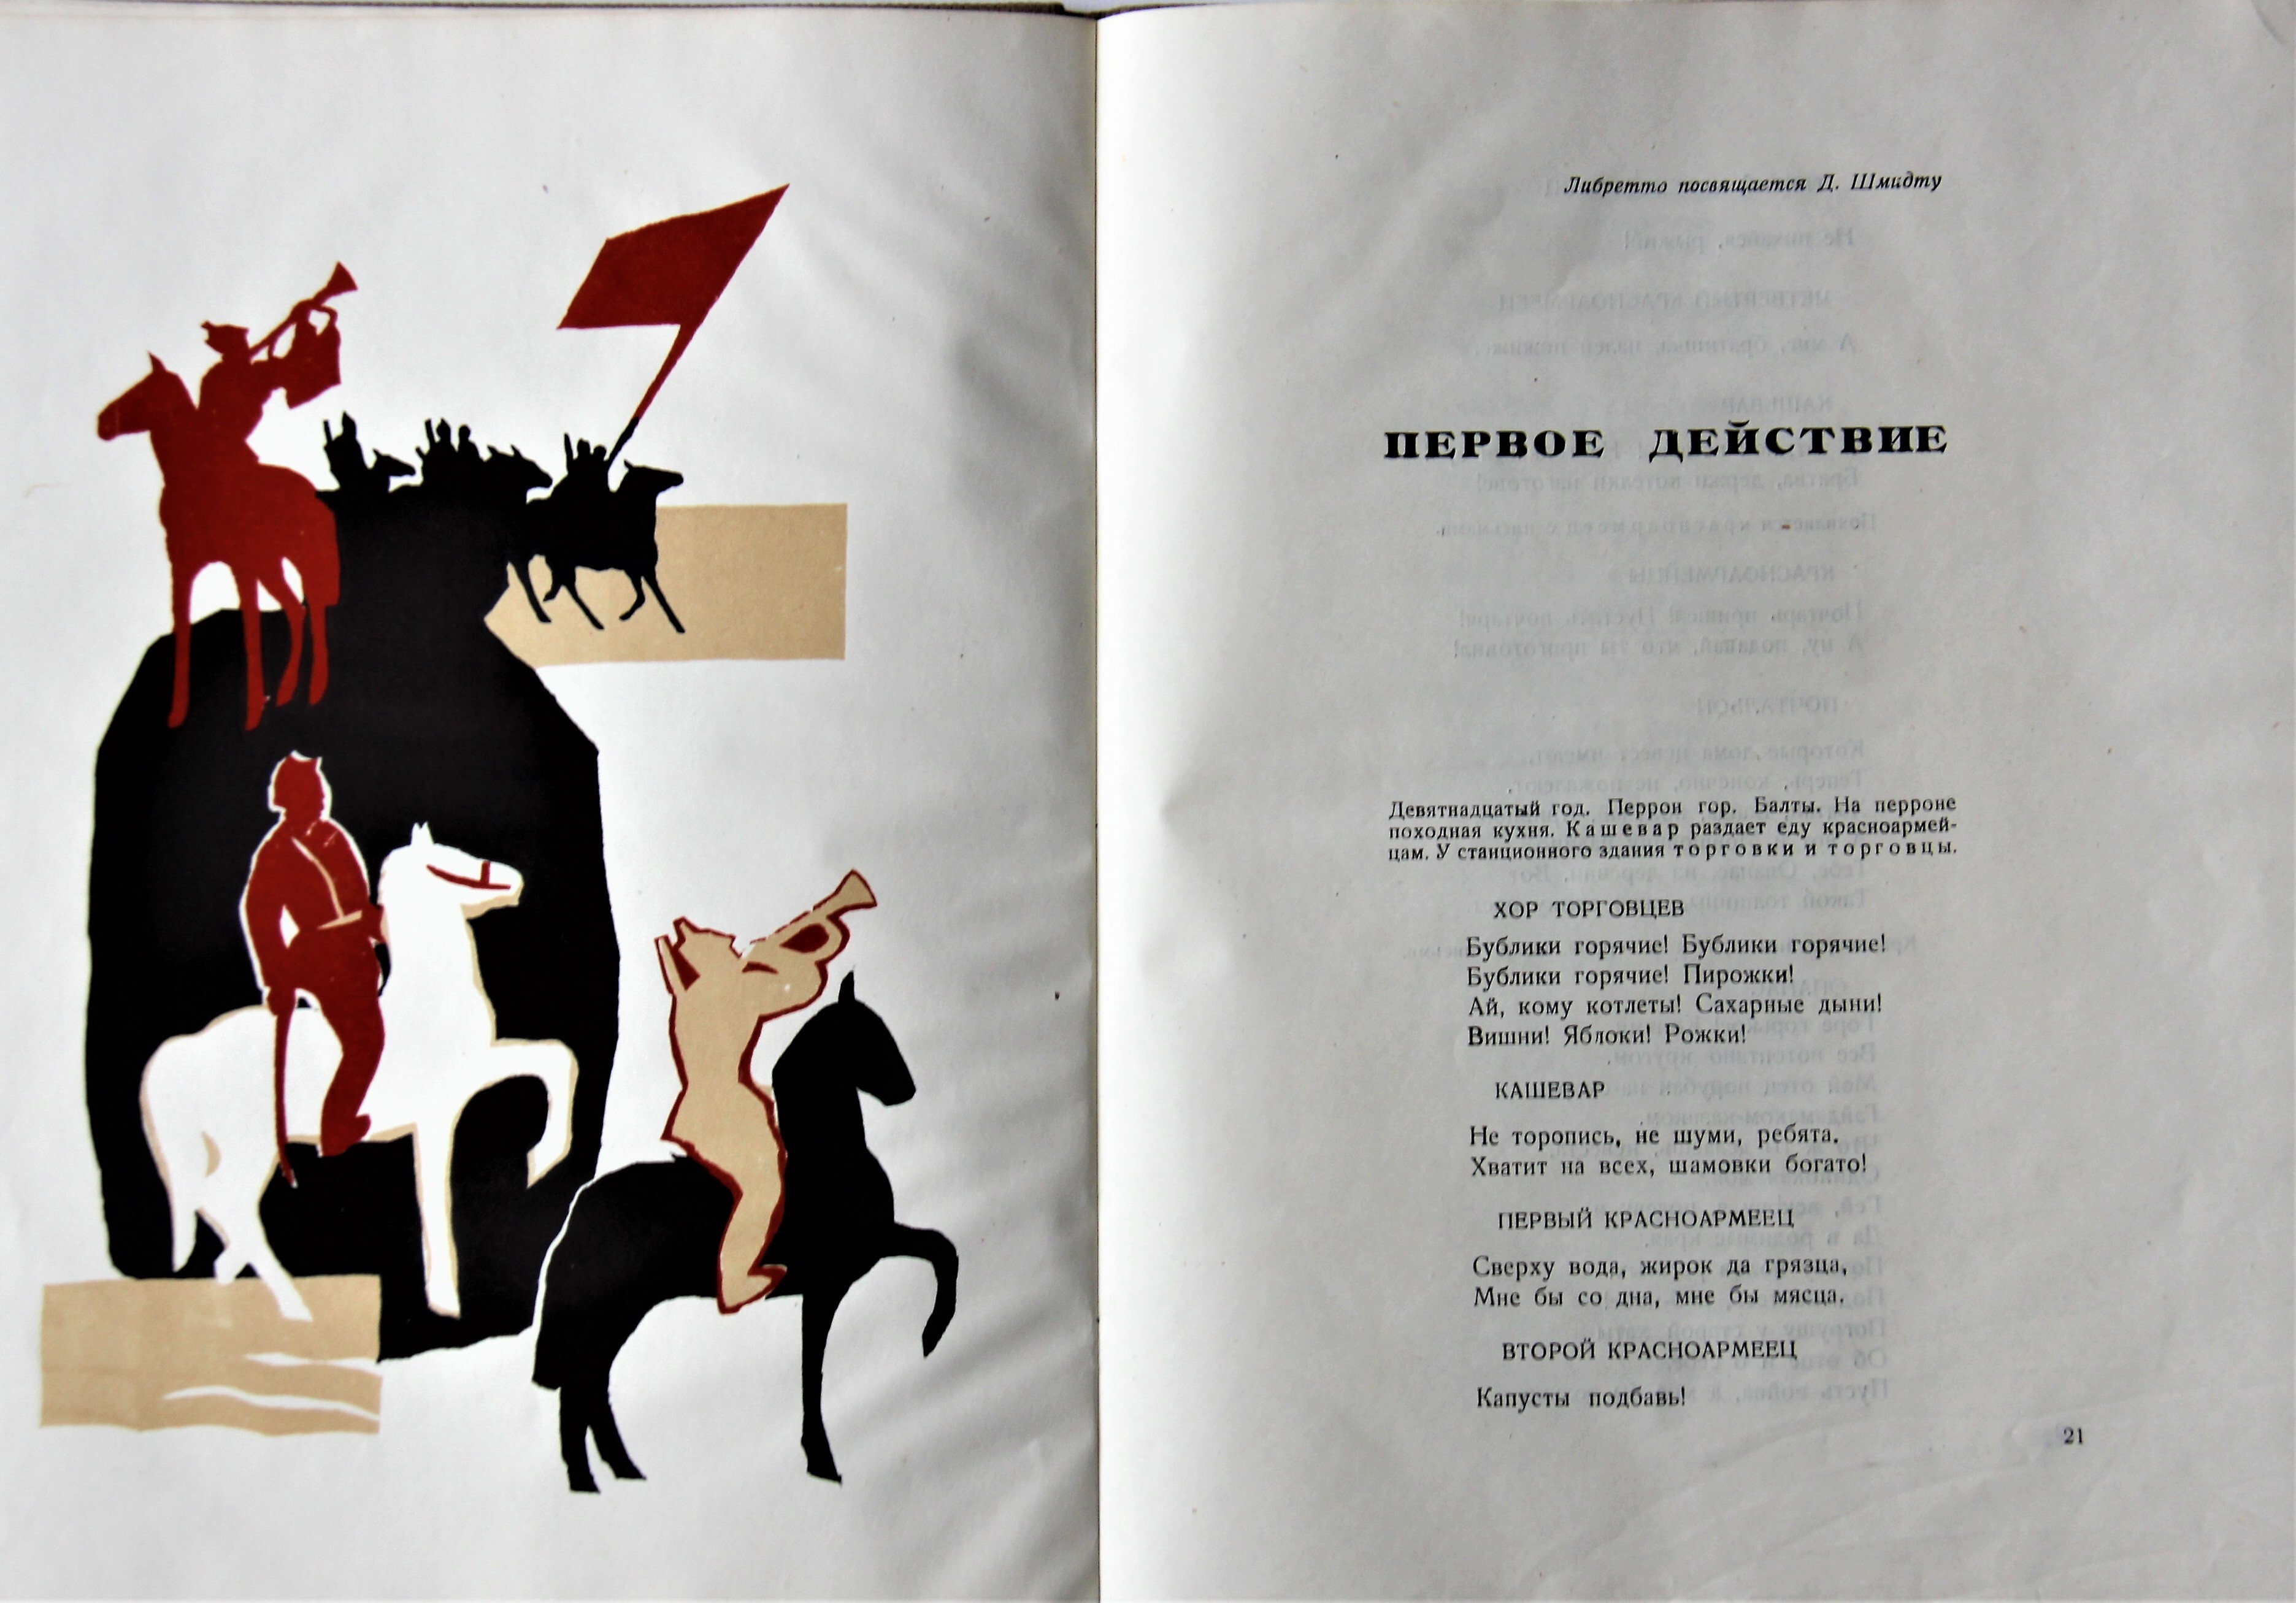 Либретто посвящается Д. Шмидту
ПЕРВОЕ ДЕЙСТВИЕ
Девятнадцатый год. Перрон гор. Балты. На перроне
походная кухня. Кашевар раздает еду красноармей-
цам. У станционного здания торговки и торговцы.
ХОР ТОРГОВЦЕВ
Бублики горячие! Бублики горячие!
Бублики горячие! Пирожки!
Ай, кому котлеты! Сахарные дыни!
Вишни! Яблоки! Рожки!
КАШЕВАР
Не торопись, не шуми, ребята.
Хватит на всех, шамовки богато!
ПЕРВЫЙ КРАСНОАРМЕЕЦ
Сверху вода, жирок да грязца,
Мне бы со дна, мне бы мясца.
ВТОРОЙ КРАСНОАРМЕЕЦ
Капусты подбавь!
21